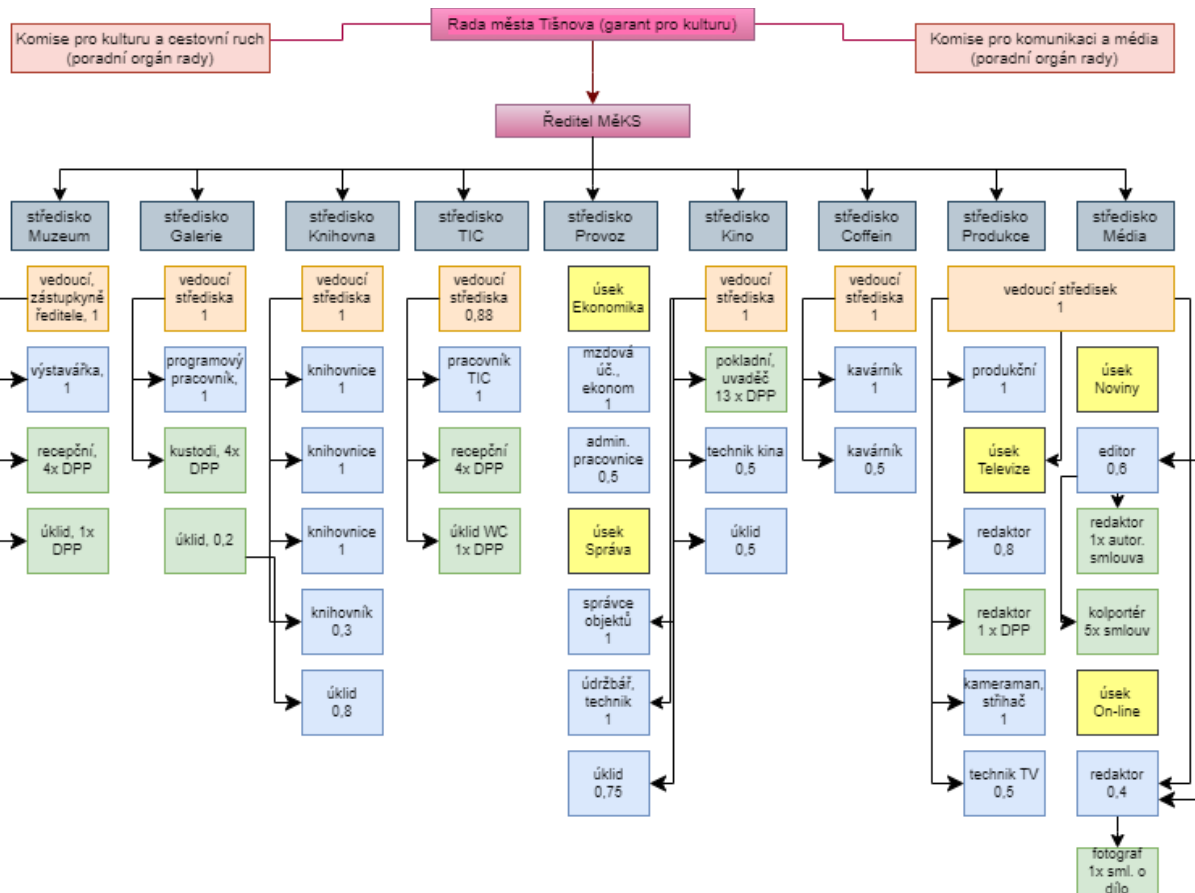 Rada města Tišnova (garant pro kulturu)
Komise pro kulturu a cestovní ruch
(poradní orgán rady)
Komise pro komunikaci a média
(poradní orgán rady)
Ředitel MěKS
středisko
Muzeum
středisko
Galerie
středisko
Knihovna
středisko
TIC
středisko
Provoz
středisko
Kino
středisko
Coffein
středisko
Produkce
středisko
Média
vedoucí,
zástupkyně
ředitele, 1
výstavářka,
1
recepční,
4x DPP
úklid, 1x
DPP
vedoucí
střediska
1
programový
pracovník,
1
kustodi, 4x
DPP
úklid, 0,2
vedoucí
střediska
1
knihovnice
1
knihovnice
1
knihovnice
1
knihovník
0,3
úklid
0,8
vedoucí
střediska
0,88
pracovník
TIC
1
recepční
4x DPP
úklid WC
1x DPP
úsek
Ekonomika
mzdová
úč.,
ekonom
1
admin.
pracovnice
0,5
úsek
Správa
správce
objektů
1
údržbář,
technik
1
úklid
0,75
vedoucí
střediska
1
pokladní,
uvaděč
13 x DPP
technik kina
0,5
úklid
0,5
vedoucí
střediska
1
kavárník
1
kavárník
0,5
vedoucí středisek
1
produkční
1
úsek
Televize
redaktor
0,8
redaktor
1 x DPP
kameraman,
střihač
1
technik TV
0,5
úsek
Noviny
editor
0,6
redaktor
1x autor.
smlouva
kolportér
5x smlouv
úsek
On-line
redaktor
0,4
fotograf
1x sml. o
dílo